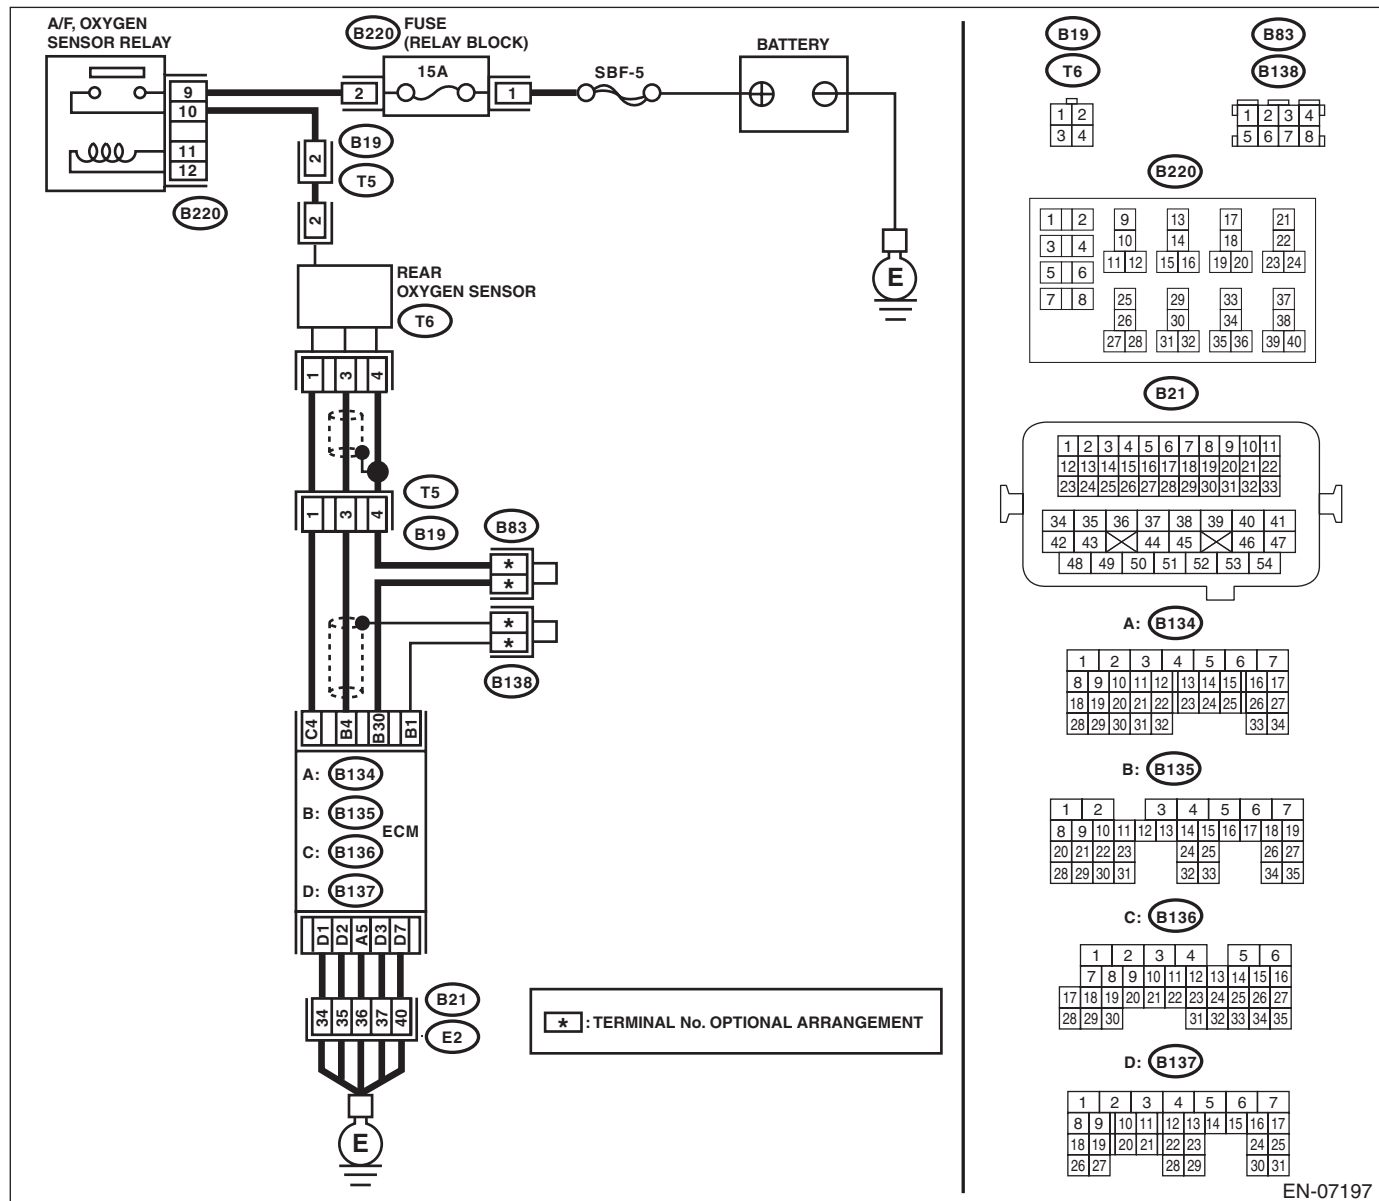 A/F, OXYGEN
SENSOR RELAY
B220
FUSE
(RELAY BLOCK)
15A
BATTERY
SBF-5
2
1
9
10
11
12
B220
2
B19
T5
2
E
REAR
OXYGEN SENSOR
T6
1 3 4
T5
B19
1 3 4
B83
*
*
*
*
B138
C4 B4 B30 B1
A: B134
B: B135
C: B136
D: B137
ECM
D1 D2 A5 D3 D7
34 35 36 37 40
B21
E2
E
* : TERMINAL No. OPTIONAL ARRANGEMENT
B19
T6
1 2
3 4
B83
B138
1 2 3 4
5 6 7 8
B220
1 2 9 13 17 21
3 4 10 14 18 22
5 6 11 12 15 16 19 20 23 24
7 8 25 29 33 37
26 30 34 38
27 28 31 32 35 36 39 40
B21
1 2 3 4 5 6 7 8 9 10 11
12 13 14 15 16 17 18 19 20 21 22
23 24 25 26 27 28 29 30 31 32 33
34 35 36 37 38 39 40 41
42 43 44 45 46 47
48 49 50 51 52 53 54
A: B134
1 2 3 4 5 6 7
8 9 10 11 12 13 14 15 16 17
18 19 20 21 22 23 24 25 26 27
28 29 30 31 32 33 34
B: B135
1 2 3 4 5 6 7
8 9 10 11 12 13 14 15 16 17 18 19
20 21 22 23 24 25 26 27
28 29 30 31 32 33 34 35
C: B136
1 2 3 4 5 6
7 8 9 10 11 12 13 14 15 16
17 18 19 20 21 22 23 24 25 26 27
28 29 30 31 32 33 34 35
D: B137
1 2 3 4 5 6 7
8 9 10 11 12 13 14 15 16 17
18 19 20 21 22 23 24 25
26 27 28 29 30 31
EN-07197